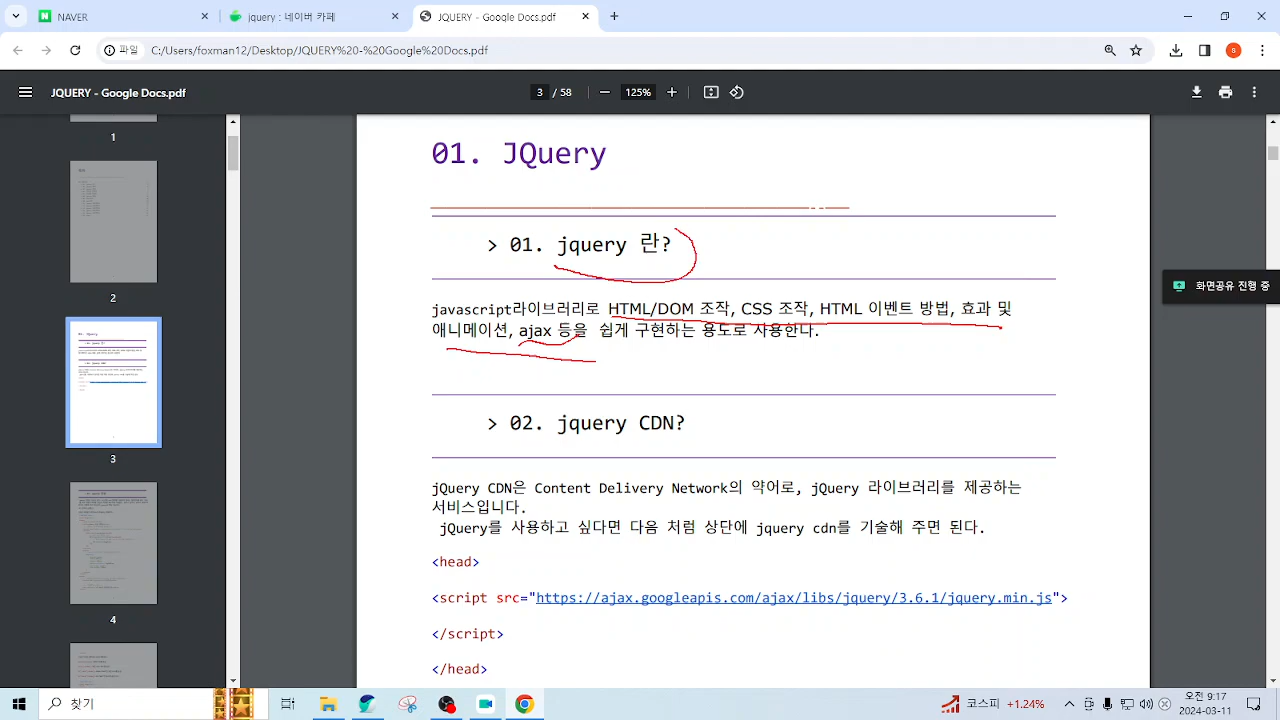 NAVER
jquery : 네이버 카페
JQUERY - Google Docs.pdf
파일
C:/Users/foxman12/Desktop/JQUERY%20-%20Google%20Docs.pdf
JQUERY - Google Docs.pdf
3 / 58
125%
1
2
3
4
01. JQuery
> 01. jquery 란?
javascript라이브러리로 HTML/DOM 조작, CSS 조작, HTML 이벤트 방법, 효과 및
애니메이션, ajax 등을 쉽게 구현하는 용도로 사용한다.
> 02. jquery CDN?
jQuery CDN은 Content Delivery Network의 약어로, jQuery 라이브러리를 제공하는
서비스입니다.
jQuery를 사용하고 싶다면 다음 처럼 상단에 jquery cdn를 기술해 주면 된다.
<head>
<script src="https://ajax.googleapis.com/ajax/libs/jquery/3.6.1/jquery.min.js">
</script>
</head>
화면공유 진행 중
찾기
코스피 +1.24%
오전 9:17
2024-03-11